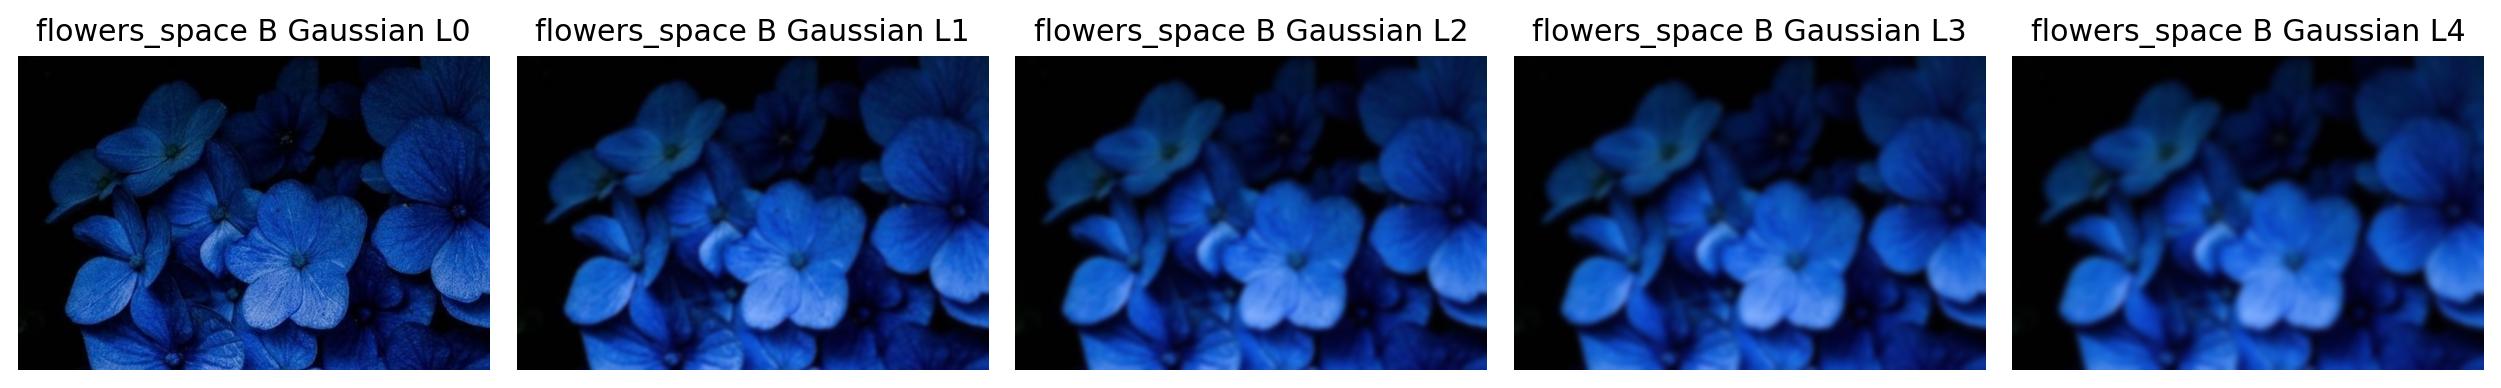 flowers_space B Gaussian L0
flowers_space B Gaussian L1
flowers_space B Gaussian L2
flowers_space B Gaussian L3
flowers_space B Gaussian L4